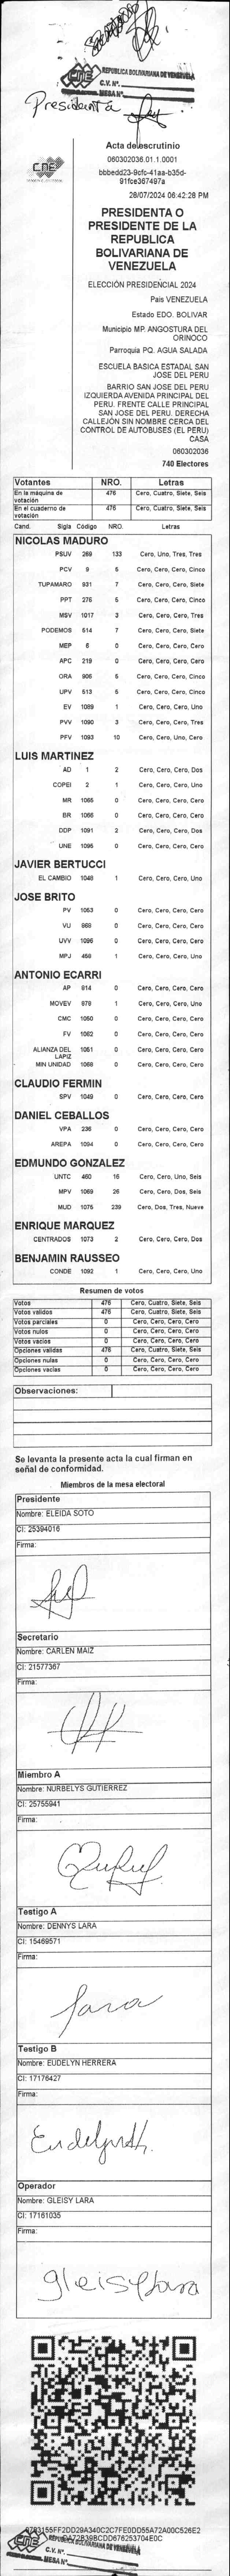 CNE
REPUBLICA BOLIVARIANA DE VENEZUELA
C.V. Nº.
MESA Nº
Presidenta
CNE
Acta de escrutinio
060302036.01.1.0001
bbbedd23-9cfc-41aa-b35d-
91fce367497a
28/07/2024 06:42:26 PM
PRESIDENTA O
PRESIDENTE DE LA
REPUBLICA
BOLIVARIANA DE
VENEZUELA
ELECCIÓN PRESIDENCIAL 2024
País VENEZUELA
Estado EDO. BOLIVAR
Municipio MP. ANGOSTURA DEL
ORINOCO
Parroquia PQ. AGUA SALADA
ESCUELA BASICA ESTADAL SAN
JOSE DEL PERU
BARRIO SAN JOSE DEL PERU
IZQUIERDA AVENIDA PRINCIPAL DEL
PERU. FRENTE CALLE PRINCIPAL
SAN JOSE DEL PERU. DERECHA
CALLEJÓN SIN NOMBRE CERCA DEL
CONTROL DE AUTOBUSES (EL PERU)
CASA
060302036
740 Electores
Votantes NRO. Letras
En la máquina de votación 476 Cero, Cuatro, Siete, Seis
En el cuaderno de votación 476 Cero, Cuatro, Siete, Seis
Cand. Sigla Código NRO. Letras
NICOLAS MADURO
PSUV 269 133 Cero, Uno, Tres, Tres
PCV 9 5 Cero, Cero, Cero, Cinco
TUPAMARO 931 7 Cero, Cero, Cero, Siete
PPT 276 5 Cero, Cero, Cero, Cinco
MSV 1017 3 Cero, Cero, Cero, Tres
PODEMOS 514 7 Cero, Cero, Cero, Siete
MEP 6 0 Cero, Cero, Cero, Cero
APC 219 0 Cero, Cero, Cero, Cero
ORA 906 5 Cero, Cero, Cero, Cinco
UPV 513 5 Cero, Cero, Cero, Cinco
EV 1089 1 Cero, Cero, Cero, Uno
PVV 1090 3 Cero, Cero, Cero, Tres
PFV 1093 10 Cero, Cero, Uno, Cero
LUIS MARTINEZ
AD 1 2 Cero, Cero, Cero, Dos
COPEI 2 1 Cero, Cero, Cero, Uno
MR 1065 0 Cero, Cero, Cero, Cero
BR 1066 0 Cero, Cero, Cero, Cero
DDP 1091 2 Cero, Cero, Cero, Dos
UNE 1095 0 Cero, Cero, Cero, Cero
JAVIER BERTUCCI
EL CAMBIO 1048 1 Cero, Cero, Cero, Uno
JOSE BRITO
PV 1053 0 Cero, Cero, Cero, Cero
VU 869 0 Cero, Cero, Cero, Cero
UVV 1096 0 Cero, Cero, Cero, Cero
MPJ 458 1 Cero, Cero, Cero, Uno
ANTONIO ECARRI
AP 914 0 Cero, Cero, Cero, Cero
MOVEV 979 1 Cero, Cero, Cero, Uno
CMC 1050 0 Cero, Cero, Cero, Cero
FV 1062 0 Cero, Cero, Cero, Cero
ALIANZA DEL LAPIZ 1051 0 Cero, Cero, Cero, Cero
MIN UNIDAD 1068 0 Cero, Cero, Cero, Cero
CLAUDIO FERMIN
SPV 1049 0 Cero, Cero, Cero, Cero
DANIEL CEBALLOS
VPA 236 0 Cero, Cero, Cero, Cero
AREPA 1094 0 Cero, Cero, Cero, Cero
EDMUNDO GONZALEZ
UNTC 460 16 Cero, Cero, Uno, Seis
MPV 1069 26 Cero, Cero, Dos, Seis
MUD 1075 239 Cero, Dos, Tres, Nueve
ENRIQUE MARQUEZ
CENTRADOS 1073 2 Cero, Cero, Cero, Dos
BENJAMIN RAUSSEO
CONDE 1092 1 Cero, Cero, Cero, Uno
Resumen de votos
Votos 476 Cero, Cuatro, Siete, Seis
Votos validos 476 Cero, Cuatro, Siete, Seis
Votos parciales 0 Cero, Cero, Cero, Cero
Votos nulos 0 Cero, Cero, Cero, Cero
Votos vacios 0 Cero, Cero, Cero, Cero
Opciones validas 476 Cero, Cuatro, Siete, Seis
Opciones nulas 0 Cero, Cero, Cero, Cero
Opciones vacias 0 Cero, Cero, Cero, Cero
Observaciones:
Se levanta la presente acta la cual firman en
señal de conformidad.
Miembros de la mesa electoral
Presidente
Nombre: ELEIDA SOTO
CI: 25394016
Firma:
Secretario
Nombre: CARLEN MAIZ
CI: 21577367
Firma:
Miembro A
Nombre: NURBELYS GUTIERREZ
CI: 25755941
Firma:
Testigo A
Nombre: DENNYS LARA
CI: 15469571
Firma:
Lara
Testigo B
Nombre: EUDELYN HERRERA
CI: 17176427
Firma:
Operador
Nombre: GLEISY LARA
CI: 17161035
Firma:
gleisy Lara
CNE
REPUBLICA BOLIVARIANA DE VENEZUELA
C.V. Nº.
MESA Nº.